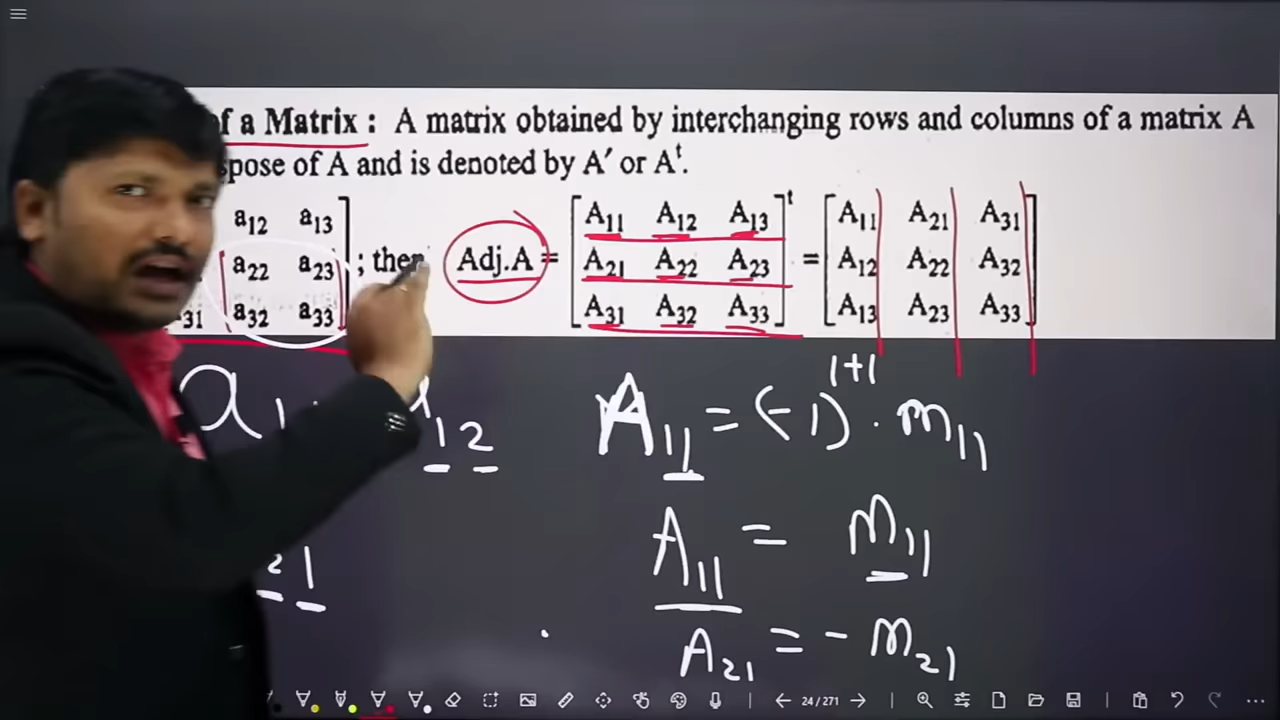 of a Matrix : A matrix obtained by interchanging rows and columns of a matrix A
spose of A and is denoted by A′ or Aᵗ.
a12 a13
a22 a23
31 a32 a33
; then Adj.A =
[A11 A12 A13
A21 A22 A23
A31 A32 A33]ᵗ
=
[A11 A21 A31
A12 A22 A32
A13 A23 A33]
a1
12
A11 = (-1)^1+1 . m11
A11 = m11
21
A21 = - m21
24 / 271